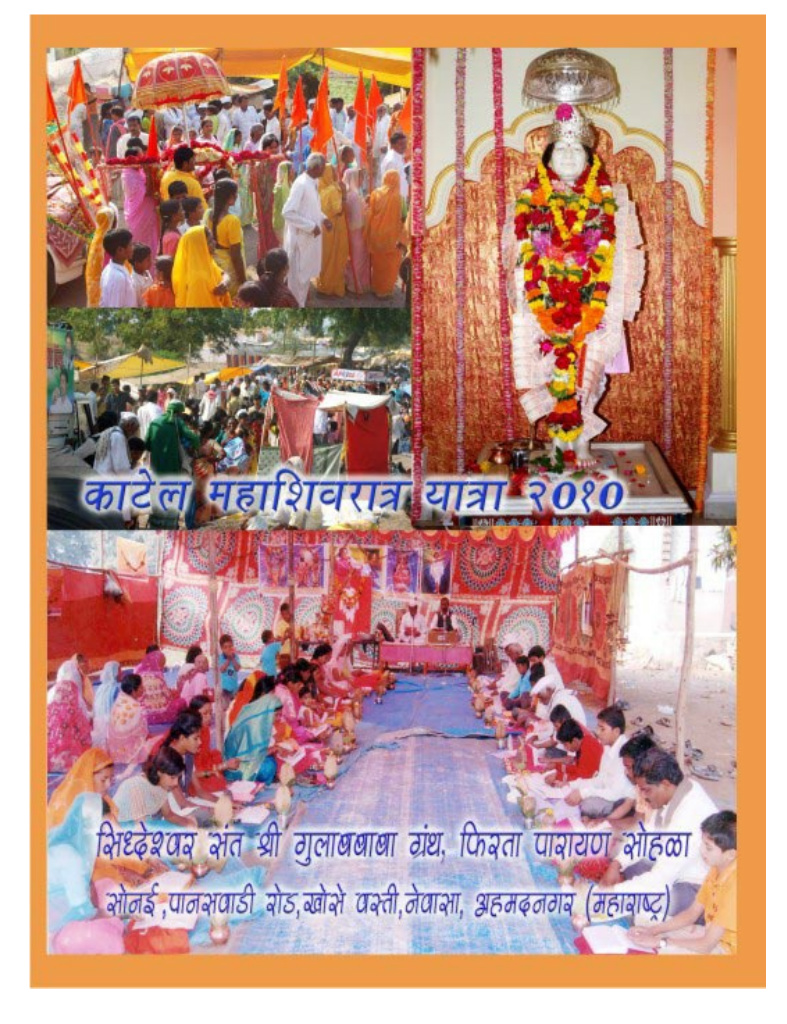 काटेल महाशिवरात्र यात्रा २०१०
सिध्देश्वर संत श्री गुलाबबाबा ग्रंथ, फिरता पारायण सोहळा
सोनई,पानसवाडी रोड,खोसे वस्ती,नेवासा, अहमदनगर (महाराष्ट्र)